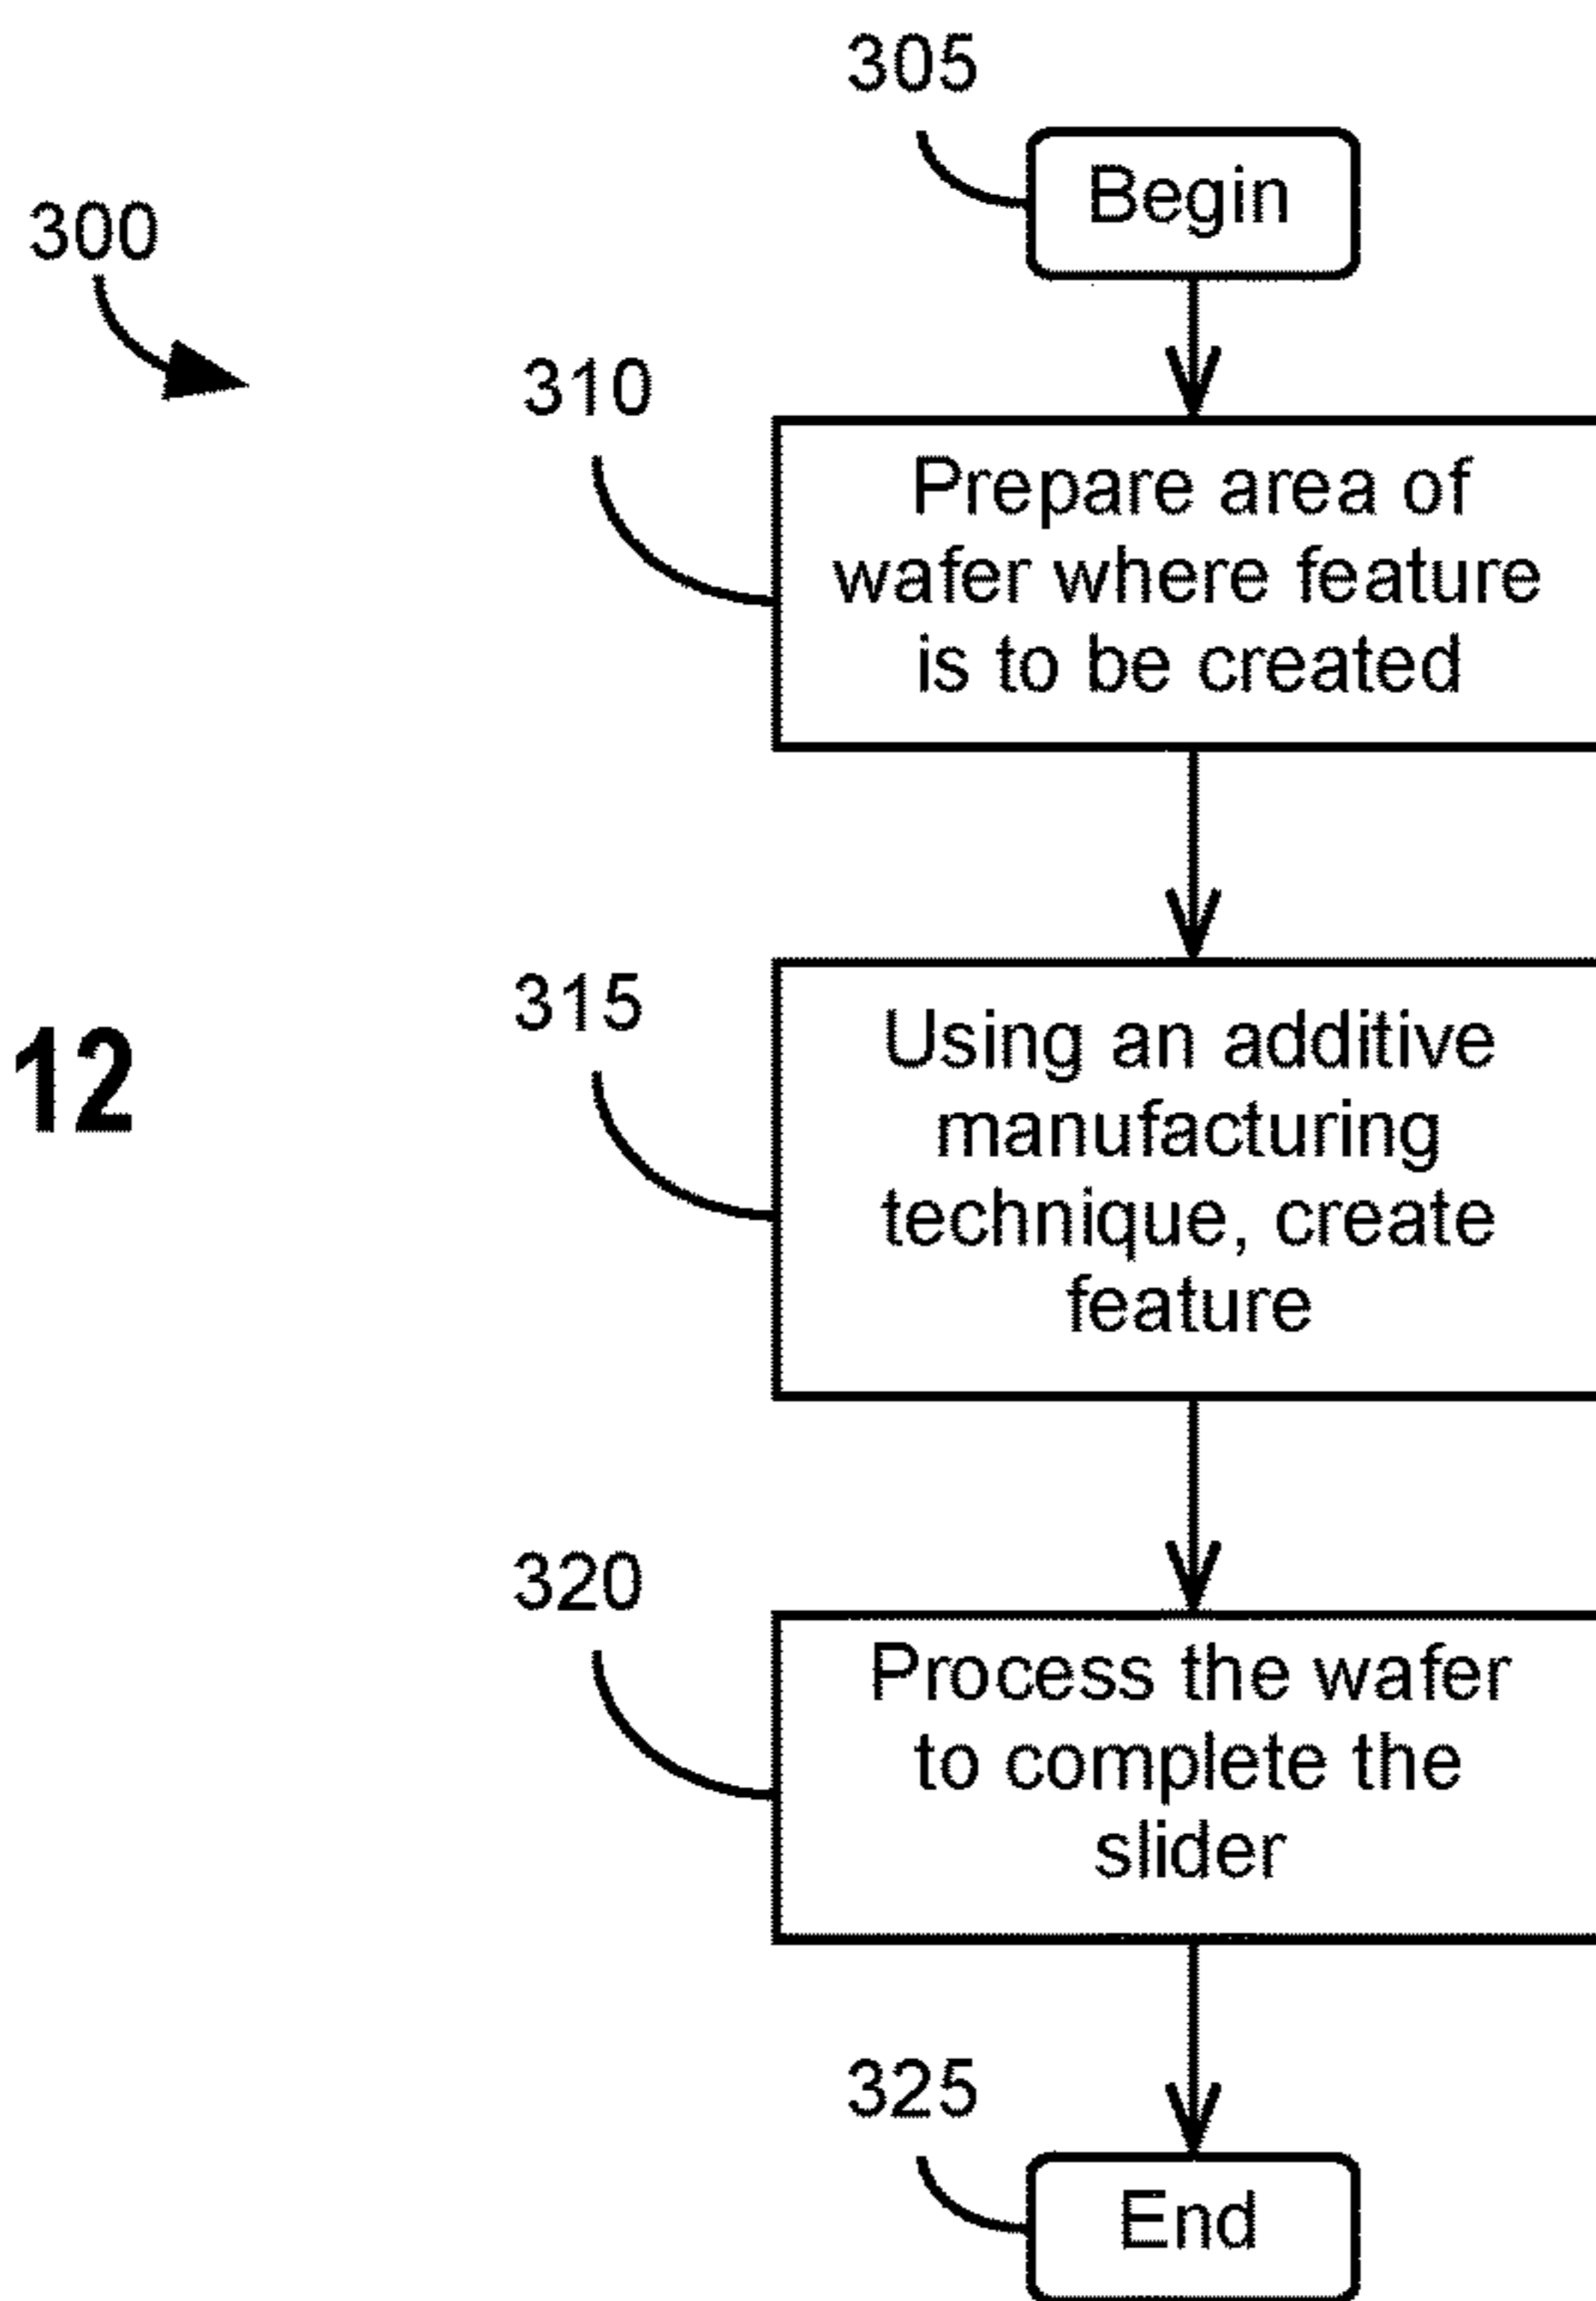 305
Begin
300
310
Prepare area of
wafer where feature
is to be created
12
315
Using an additive
manufacturing
technique, create
feature
320
Process the wafer
to complete the
slider
325
End